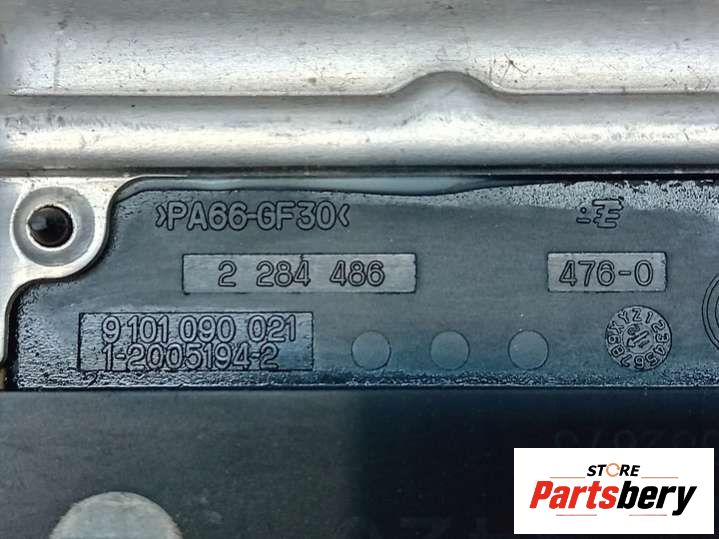 >PA66-GF30<
2 284 486
476-0
9 101 090 021
1-2005194-2
STORE
Partsbery